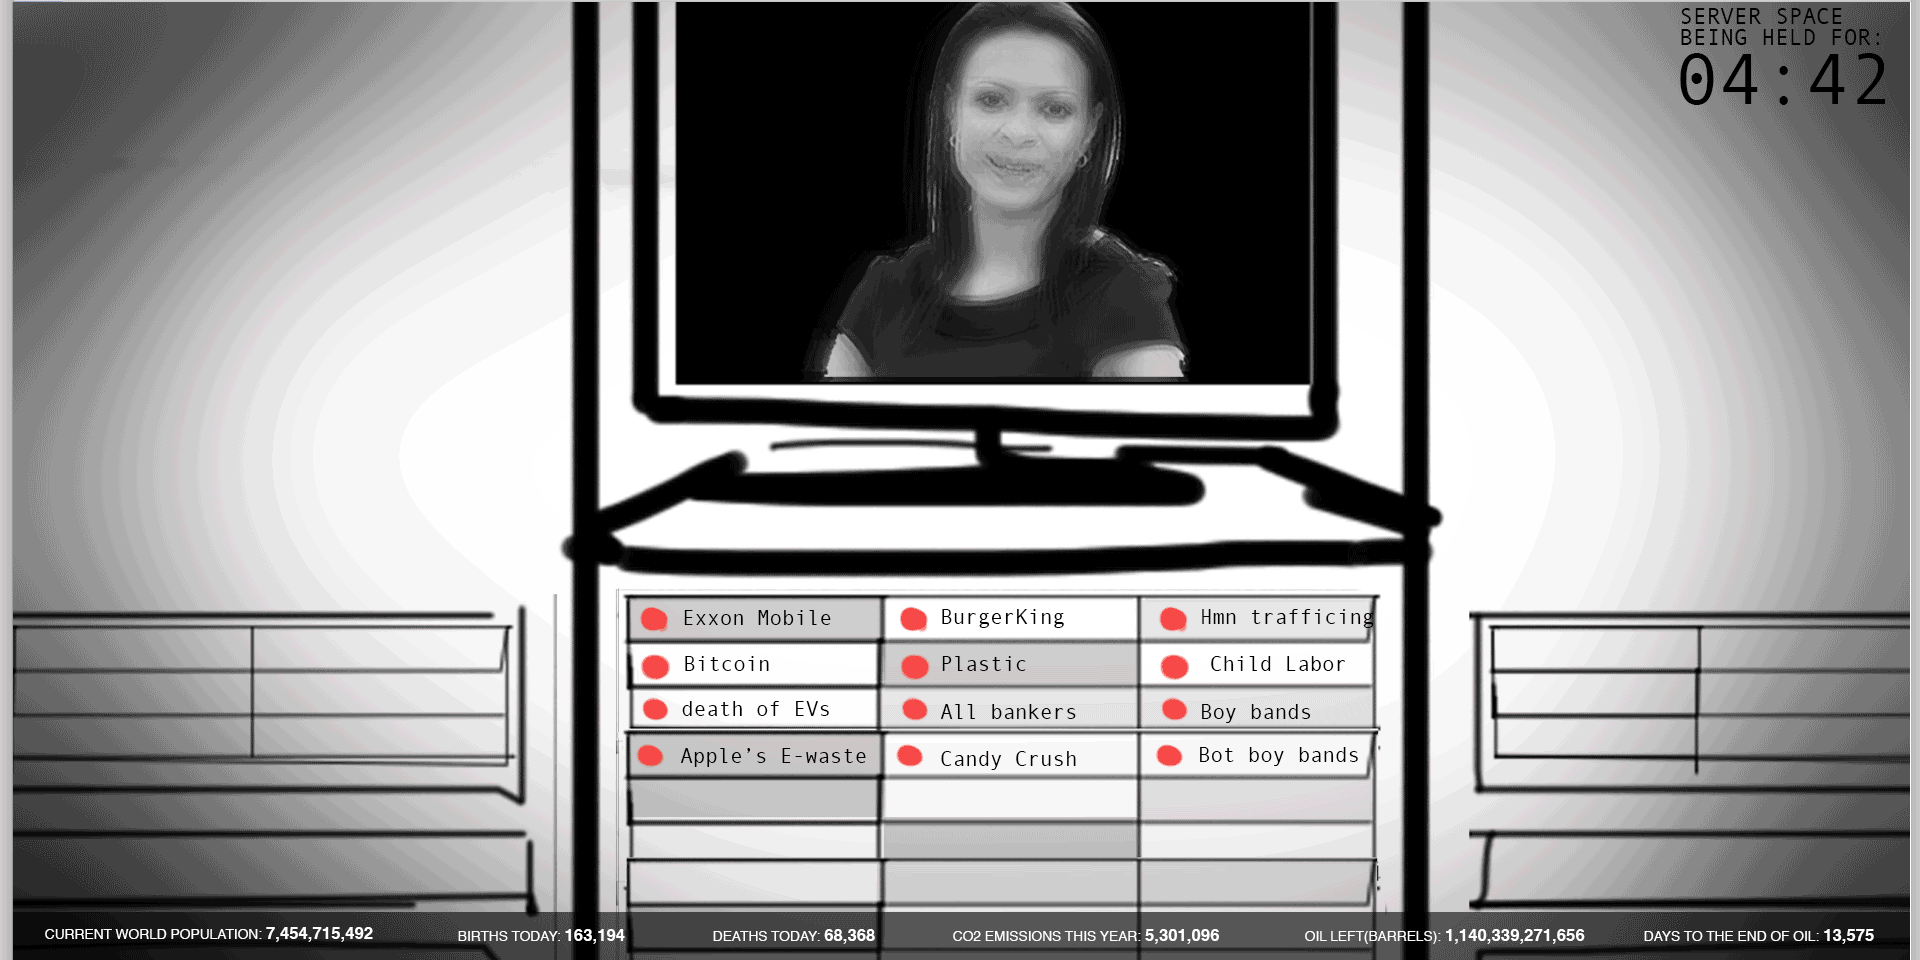 SERVER SPACE
BEING HELD FOR:
04:42
Exxon Mobile
BurgerKing
Hmn trafficing
Bitcoin
Plastic
Child Labor
death of EVs
All bankers
Boy bands
Apple’s E-waste
Candy Crush
Bot boy bands
CURRENT WORLD POPULATION: 7,454,715,492
BIRTHS TODAY: 163,194
DEATHS TODAY: 68,368
CO2 EMISSIONS THIS YEAR: 5,301,096
OIL LEFT(BARRELS): 1,140,339,271,656
DAYS TO THE END OF OIL: 13,575